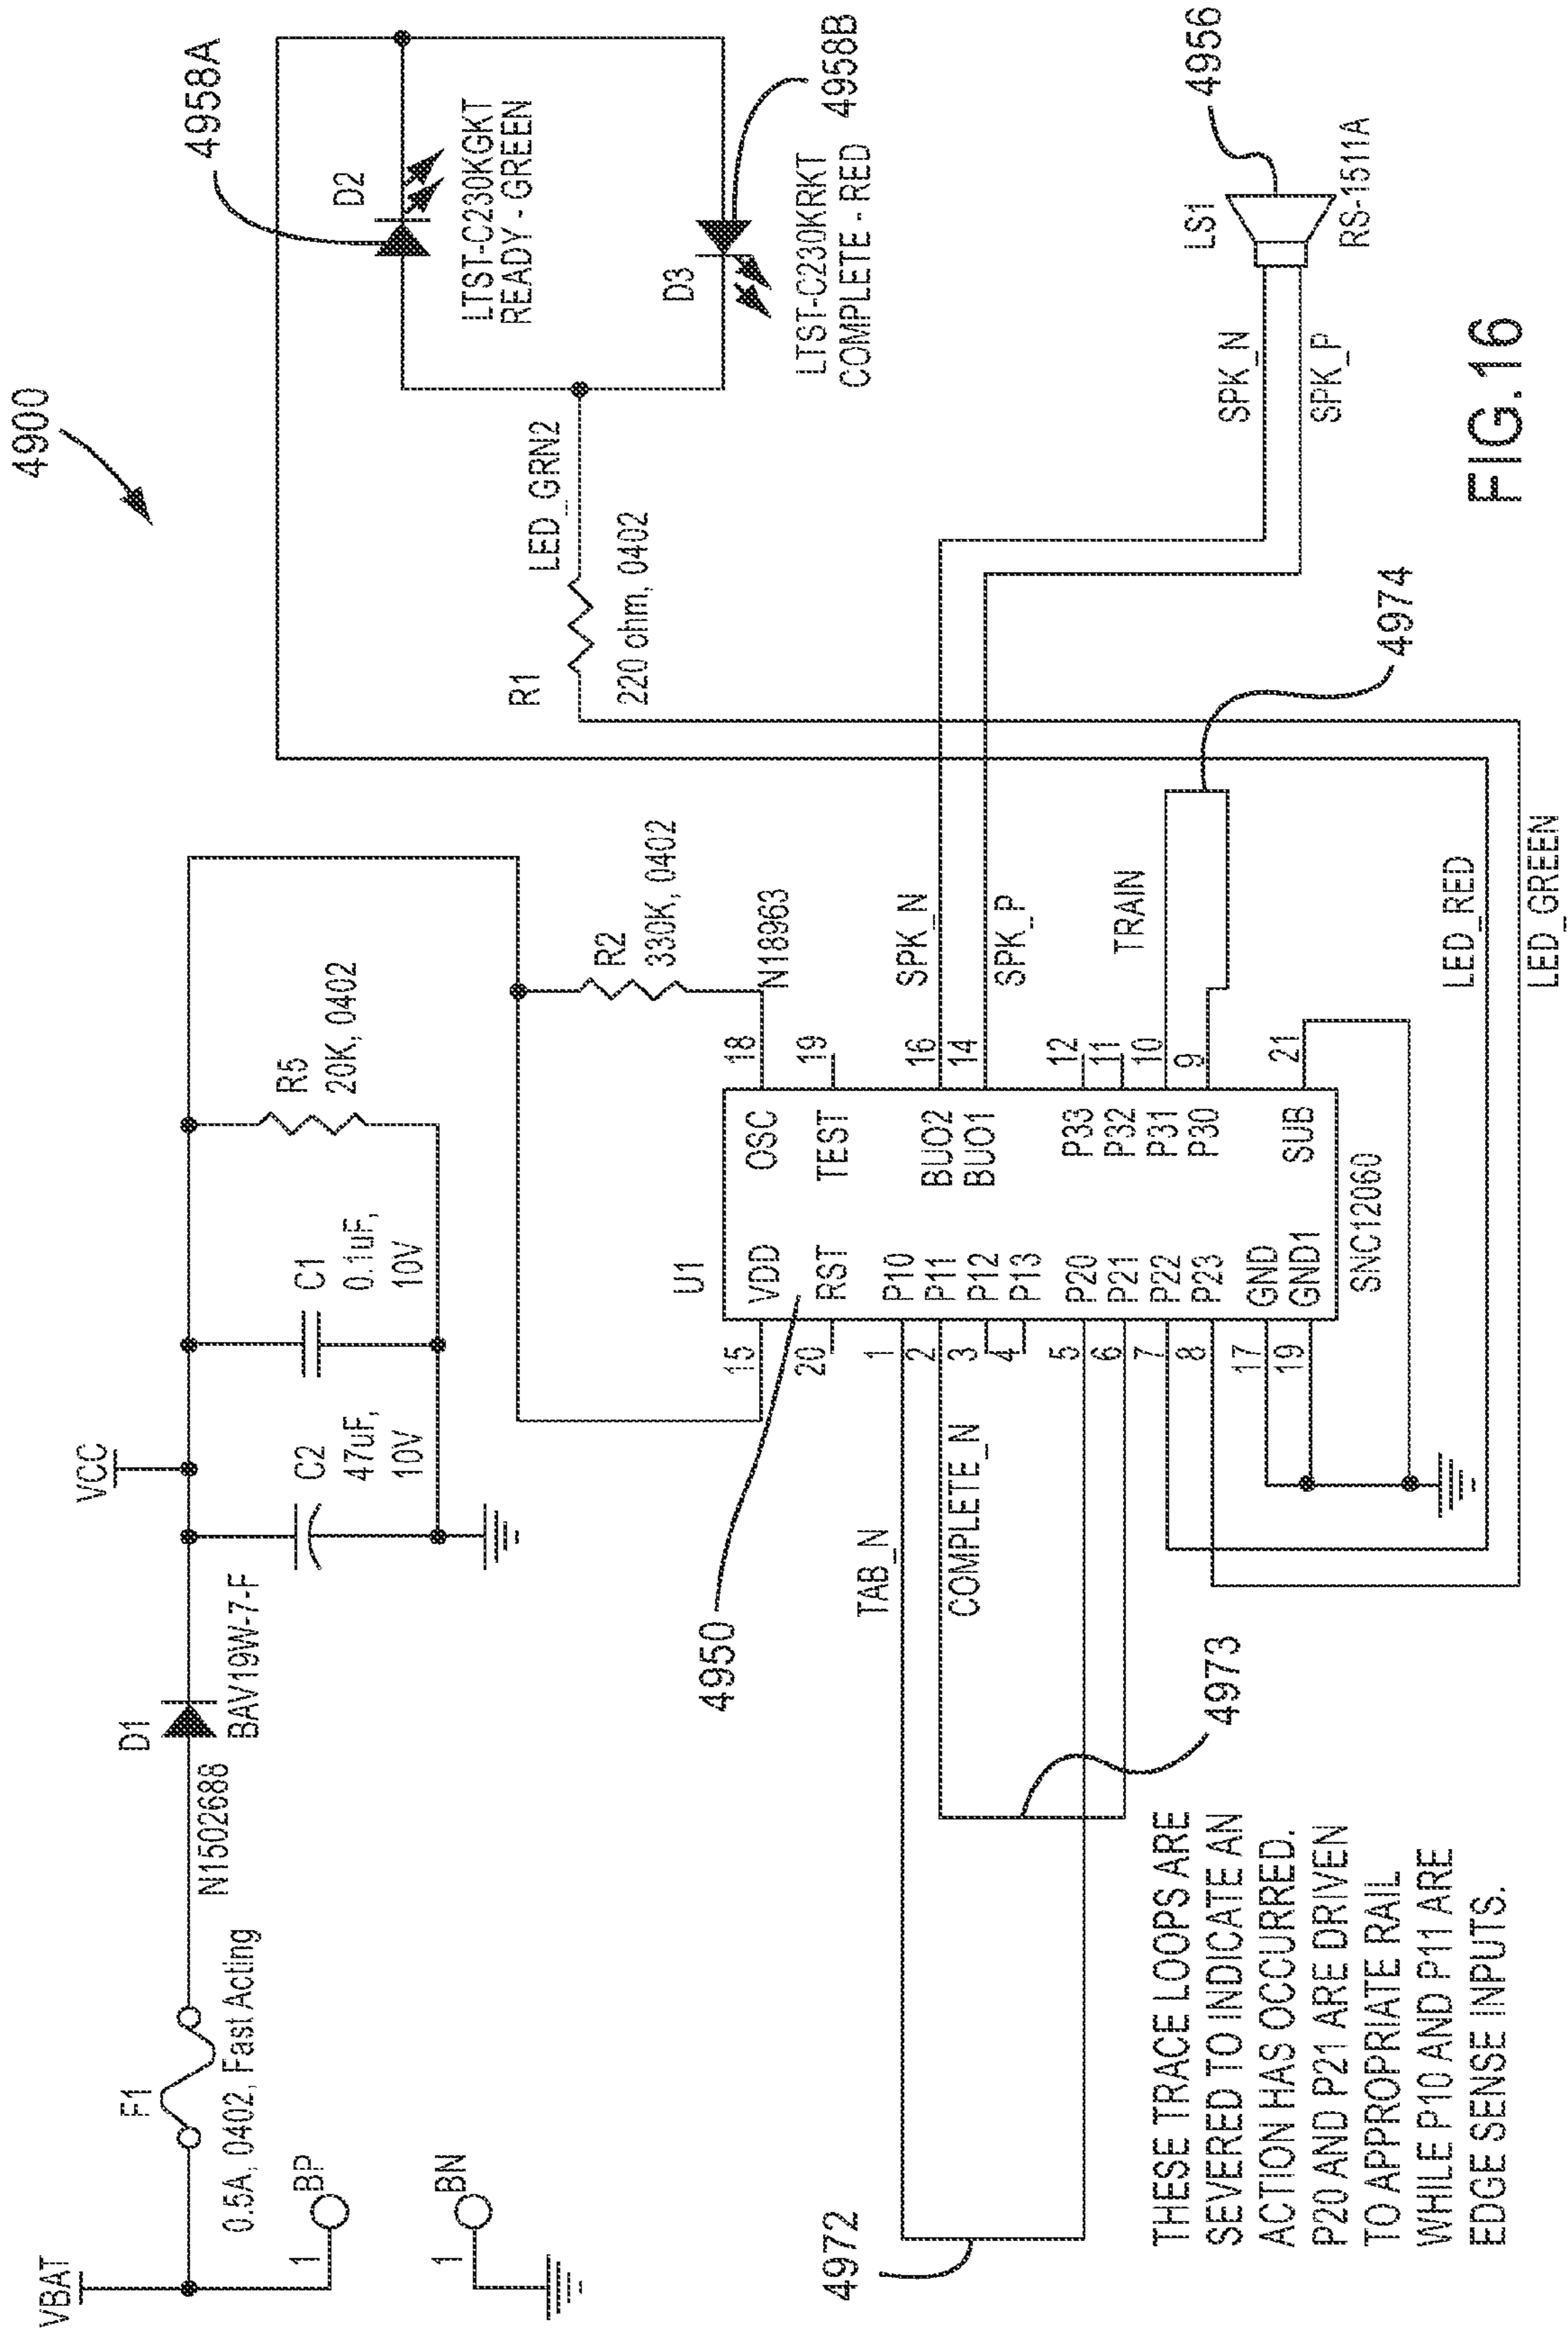 4900
VBAT
F1
0.5A, 0402, Fast Acting
1
BP
1
BN
N1502688
D1
BAV19W-7-F
VCC
C2
47uF,
10V
C1
0.1uF,
10V
R5
20K, 0402
R2
330K, 0402
N18963
R1
220 ohm, 0402
LED_GRN2
4958A
D2
LTST-C230KGKT
READY - GREEN
D3
LTST-C230KRKT
COMPLETE - RED
4958B
4950
U1
15
VDD
OSC
18
20
RST
TEST
19
1
P10
2
P11
BUO2
16
3
P12
BUO1
14
4
P13
5
P20
P33
12
6
P21
P32
11
7
P22
P31
10
8
P23
P30
9
17
GND
19
GND1
SUB
21
SNC12060
TAB_N
COMPLETE_N
4972
4973
SPK_N
SPK_P
TRAIN
4974
SPK_N
SPK_P
LS1
RS-1511A
4956
LED_RED
LED_GREEN
THESE TRACE LOOPS ARE
SEVERED TO INDICATE AN
ACTION HAS OCCURRED.
P20 AND P21 ARE DRIVEN
TO APPROPRIATE RAIL
WHILE P10 AND P11 ARE
EDGE SENSE INPUTS.
FIG.16